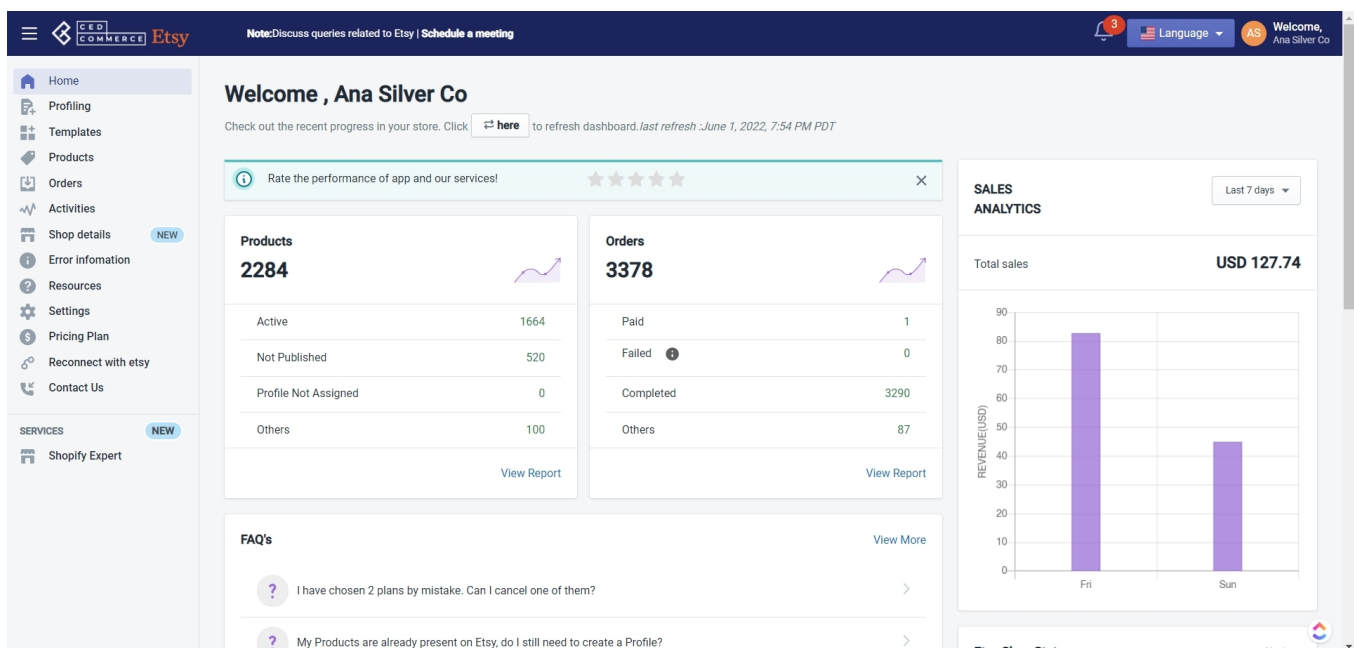 CED
COMMERCE Etsy
Note:Discuss queries related to Etsy | Schedule a meeting
3
Language
AS
Welcome,
Ana Silver Co
Home
Profiling
Templates
Products
Orders
Activities
Shop details NEW
Error infomation
Resources
Settings
Pricing Plan
Reconnect with etsy
Contact Us
SERVICES NEW
Shopify Expert
Welcome , Ana Silver Co
Check out the recent progress in your store. Click here to refresh dashboard.last refresh :June 1, 2022, 7:54 PM PDT
Rate the performance of app and our services!
Products
2284
Active 1664
Not Published 520
Profile Not Assigned 0
Others 100
View Report
Orders
3378
Paid 1
Failed 0
Completed 3290
Others 87
View Report
FAQ's View More
? I have chosen 2 plans by mistake. Can I cancel one of them?
? My Products are already present on Etsy, do I still need to create a Profile?
SALES
ANALYTICS
Last 7 days
Total sales USD 127.74
REVENUE(USD)
90
80
70
60
50
40
30
20
10
0
Fri Sun